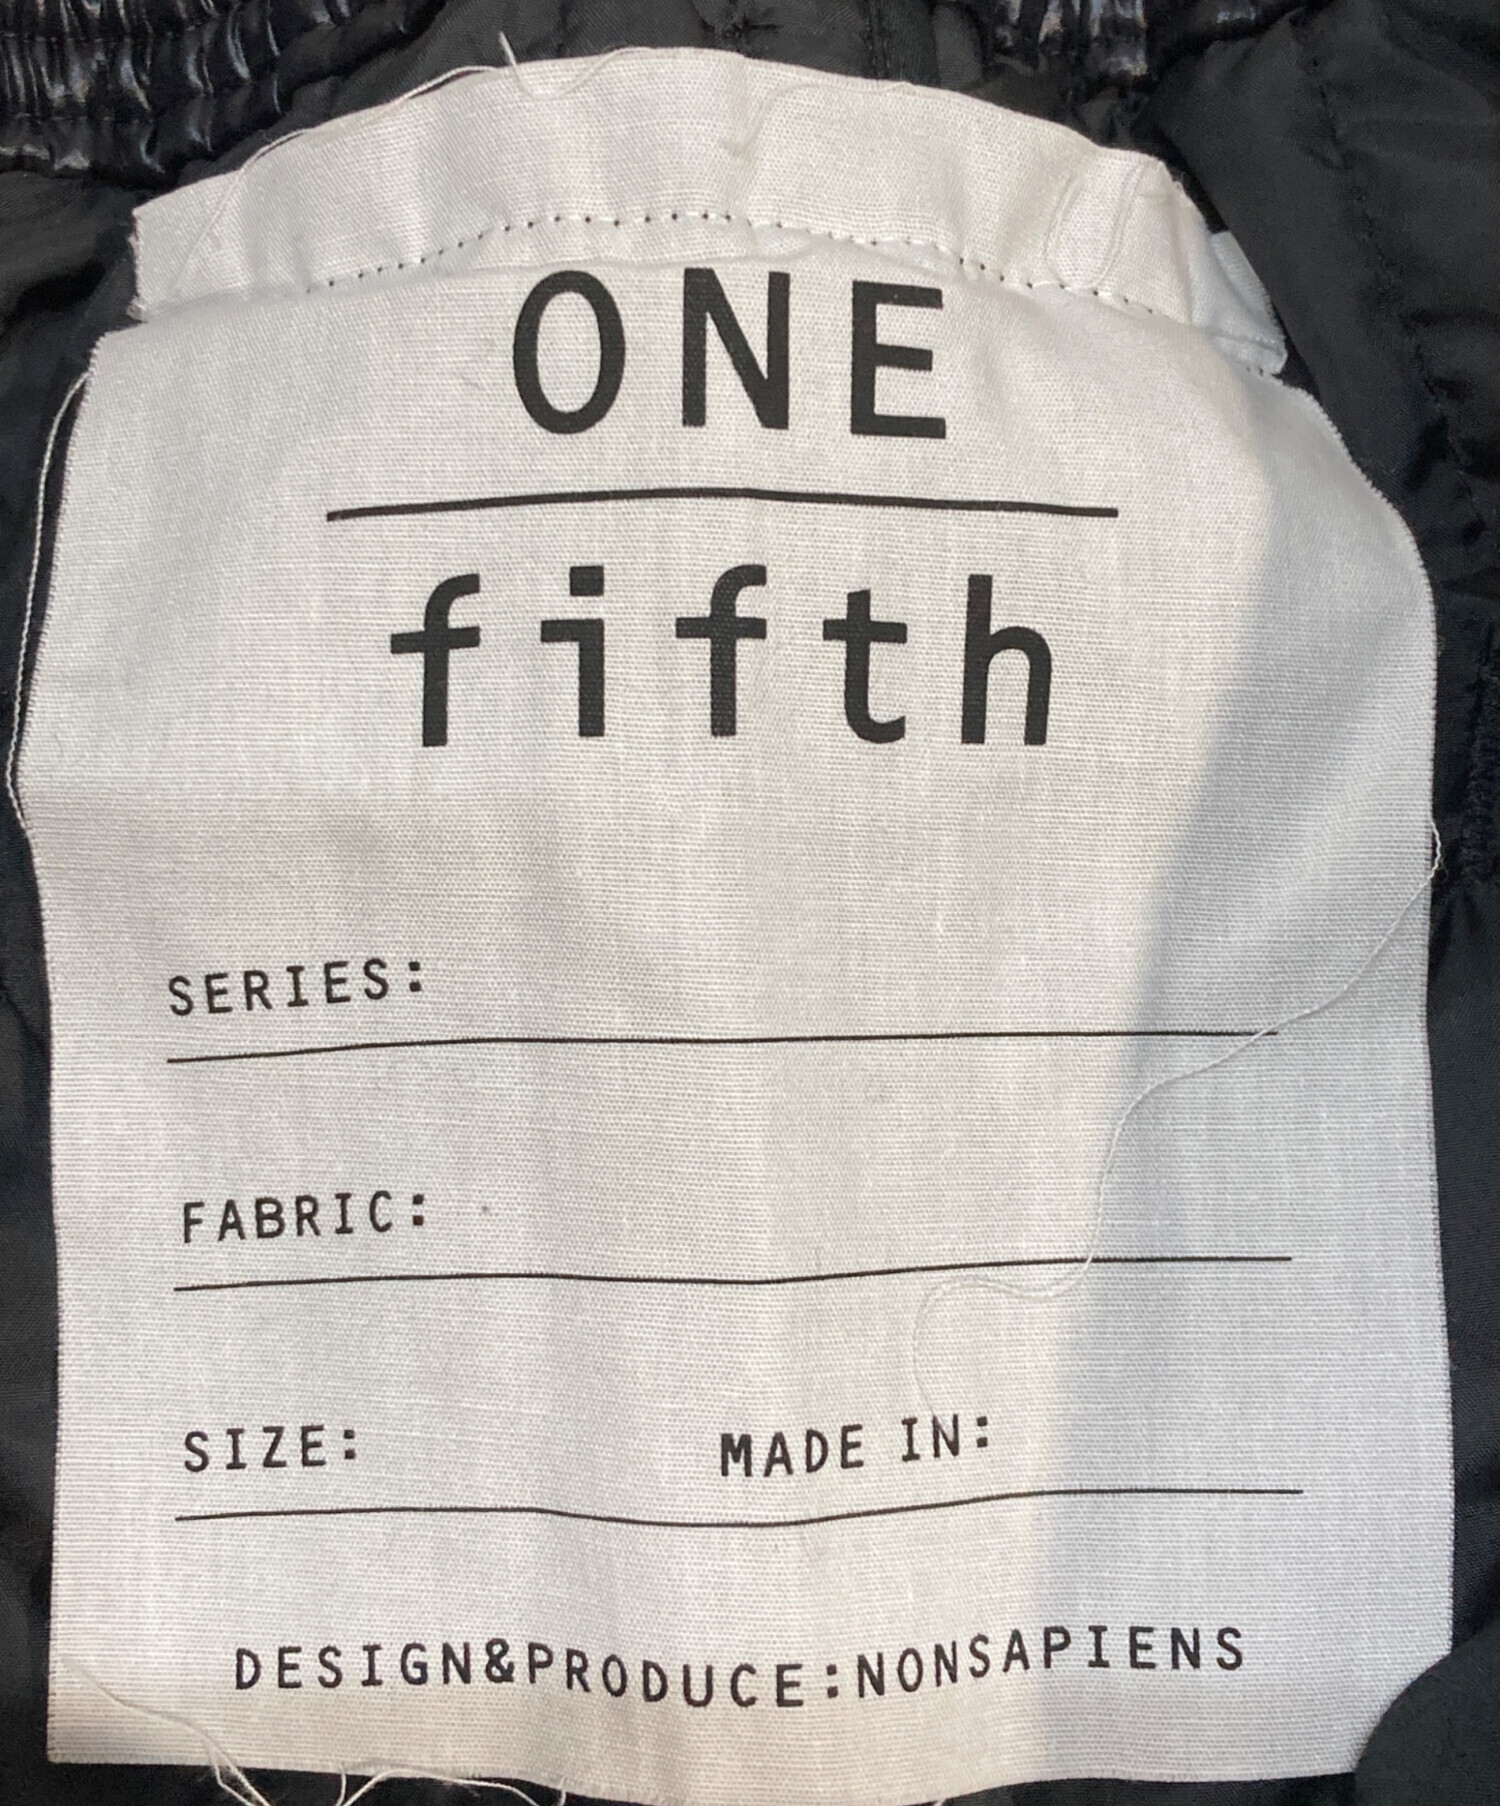 ONE
fifth
SERIES:
FABRIC:
SIZE: MADE IN:
DESIGN&PRODUCE:NONSAPIENS